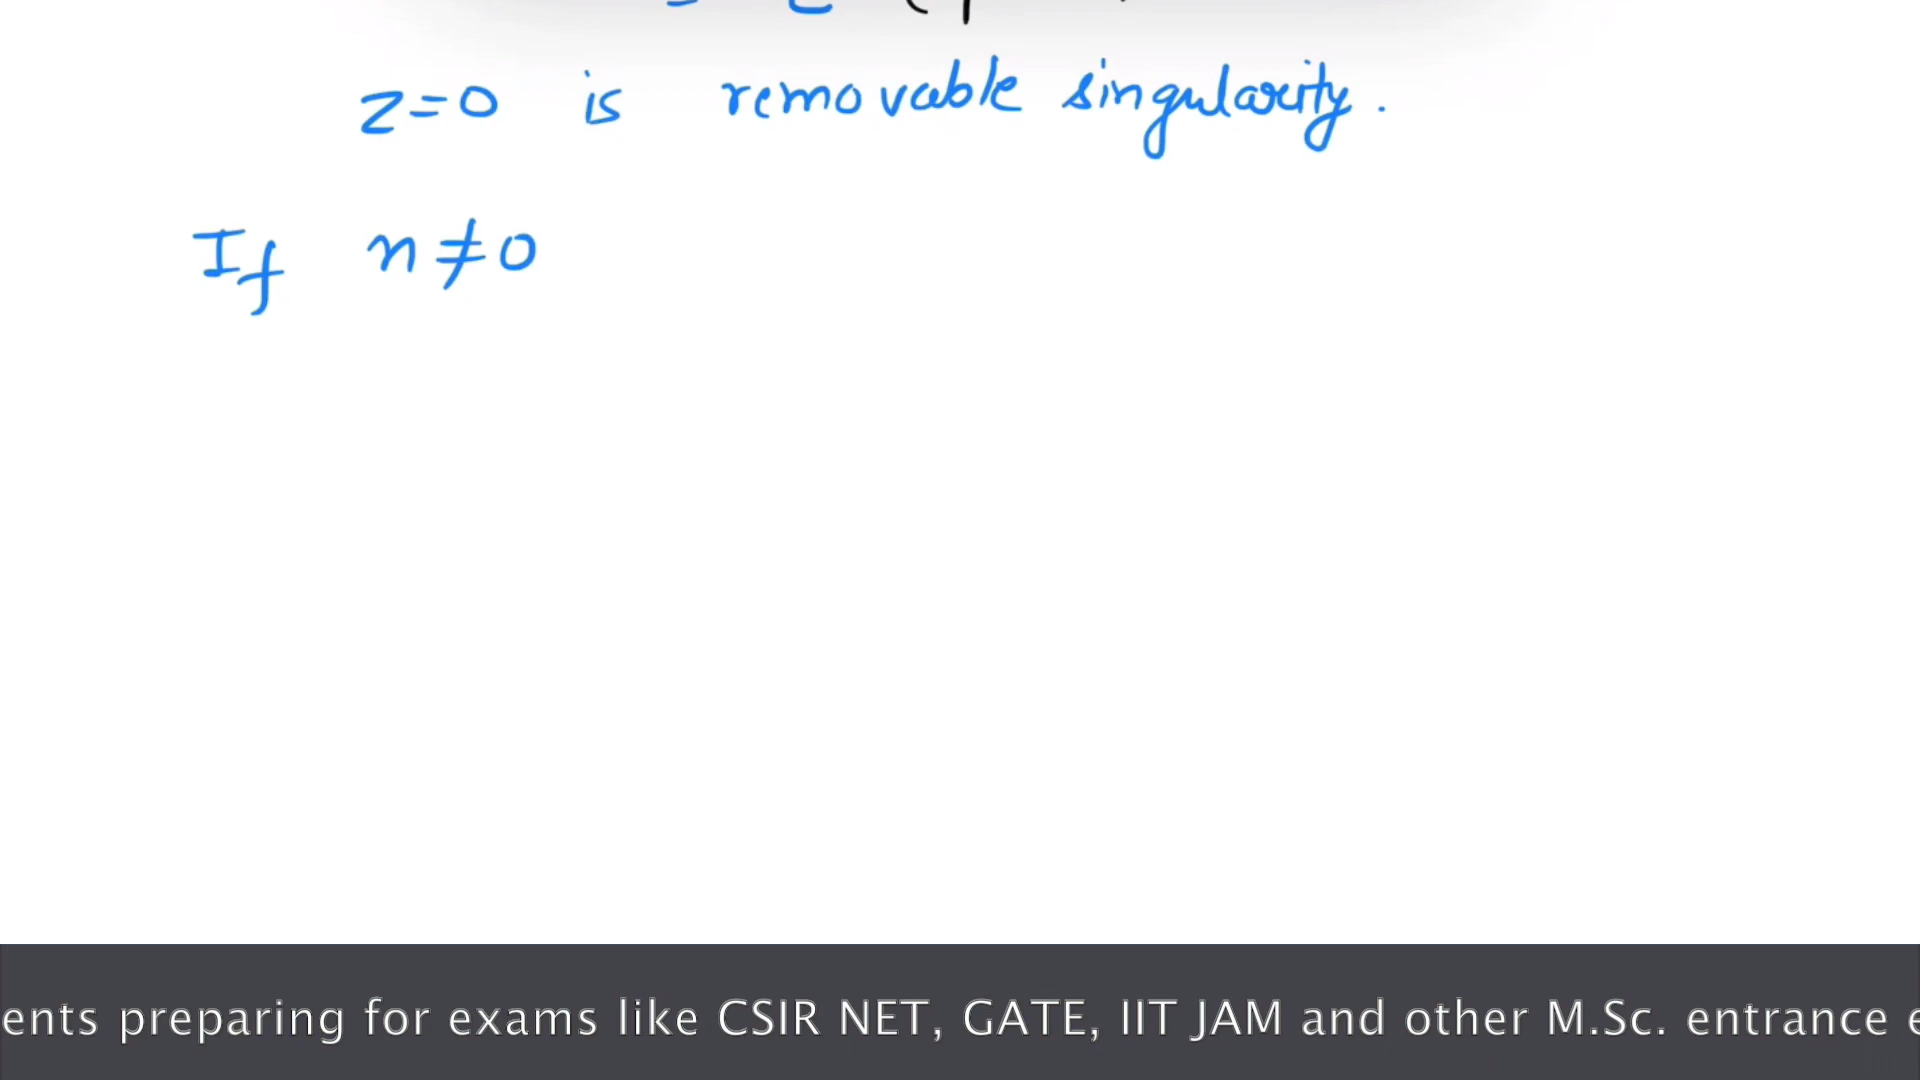 z=0 is removable singularity.
If n≠0
ents preparing for exams like CSIR NET, GATE, IIT JAM and other M.Sc. entrance e